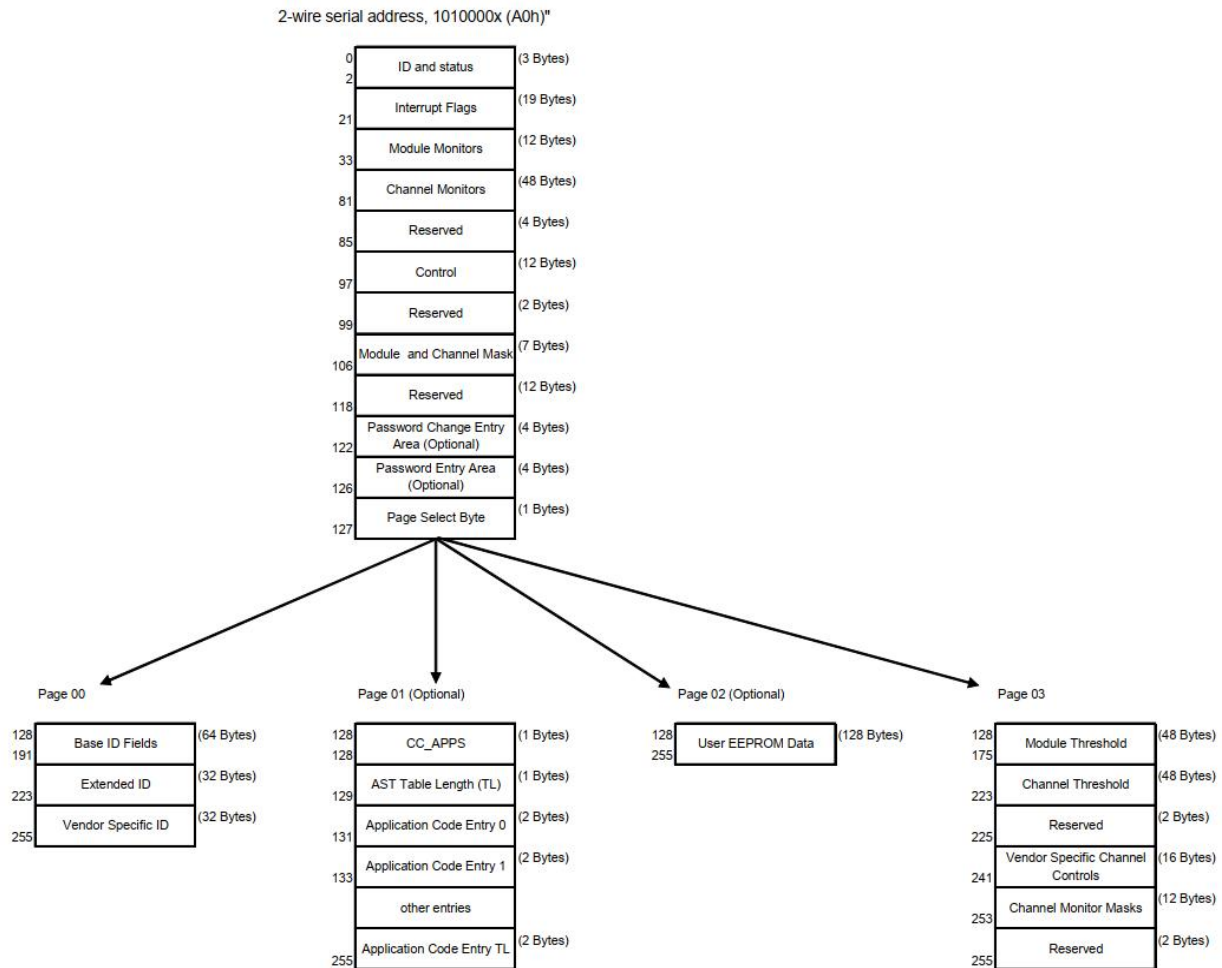 2-wire serial address, 1010000x (A0h)"
0
2
ID and status
(3 Bytes)
21
Interrupt Flags
(19 Bytes)
33
Module Monitors
(12 Bytes)
81
Channel Monitors
(48 Bytes)
85
Reserved
(4 Bytes)
97
Control
(12 Bytes)
99
Reserved
(2 Bytes)
106
Module and Channel Mask
(7 Bytes)
118
Reserved
(12 Bytes)
122
Password Change Entry
Area (Optional)
(4 Bytes)
126
Password Entry Area
(Optional)
(4 Bytes)
127
Page Select Byte
(1 Bytes)
Page 00
128
191
Base ID Fields
(64 Bytes)
223
Extended ID
(32 Bytes)
255
Vendor Specific ID
(32 Bytes)
Page 01 (Optional)
128
128
CC_APPS
(1 Bytes)
129
AST Table Length (TL)
(1 Bytes)
131
Application Code Entry 0
(2 Bytes)
133
Application Code Entry 1
(2 Bytes)
other entries
255
Application Code Entry TL
(2 Bytes)
Page 02 (Optional)
128
255
User EEPROM Data
(128 Bytes)
Page 03
128
175
Module Threshold
(48 Bytes)
223
Channel Threshold
(48 Bytes)
225
Reserved
(2 Bytes)
241
Vendor Specific Channel
Controls
(16 Bytes)
253
Channel Monitor Masks
(12 Bytes)
255
Reserved
(2 Bytes)